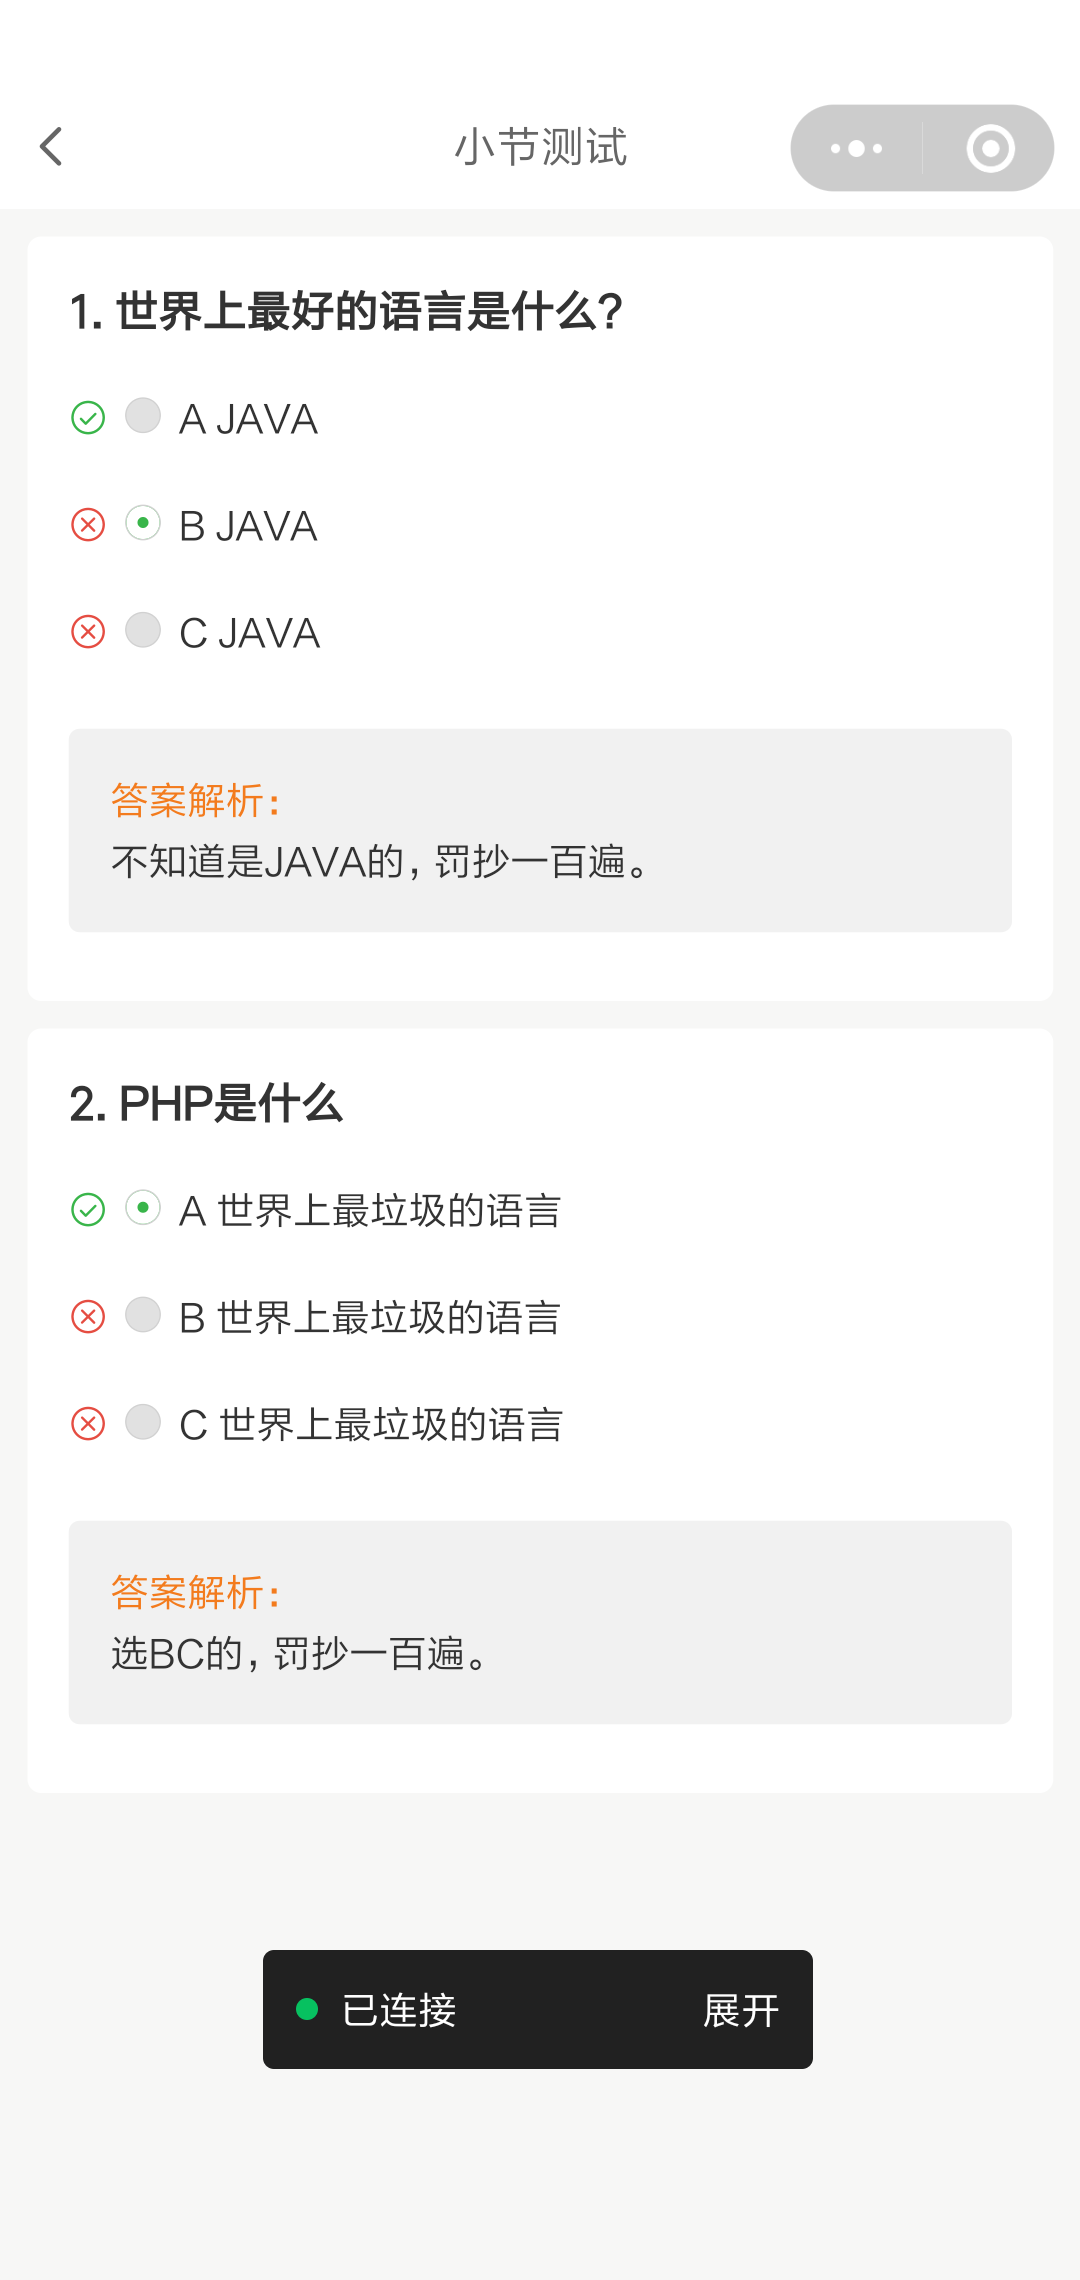 小节测试
1. 世界上最好的语言是什么?
A JAVA
B JAVA
C JAVA
答案解析：
不知道是JAVA的，罚抄一百遍。
2. PHP是什么
A 世界上最垃圾的语言
B 世界上最垃圾的语言
C 世界上最垃圾的语言
答案解析：
选BC的，罚抄一百遍。
已连接 展开